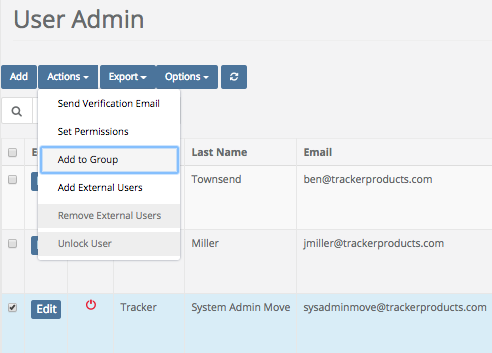 User Admin
Add Actions Export Options
Send Verification Email
Set Permissions
Add to Group
Add External Users
Remove External Users
Unlock User
E Last Name Email
Townsend ben@trackerproducts.com
Miller jmiller@trackerproducts.com
Edit Tracker System Admin Move sysadminmove@trackerproducts.com